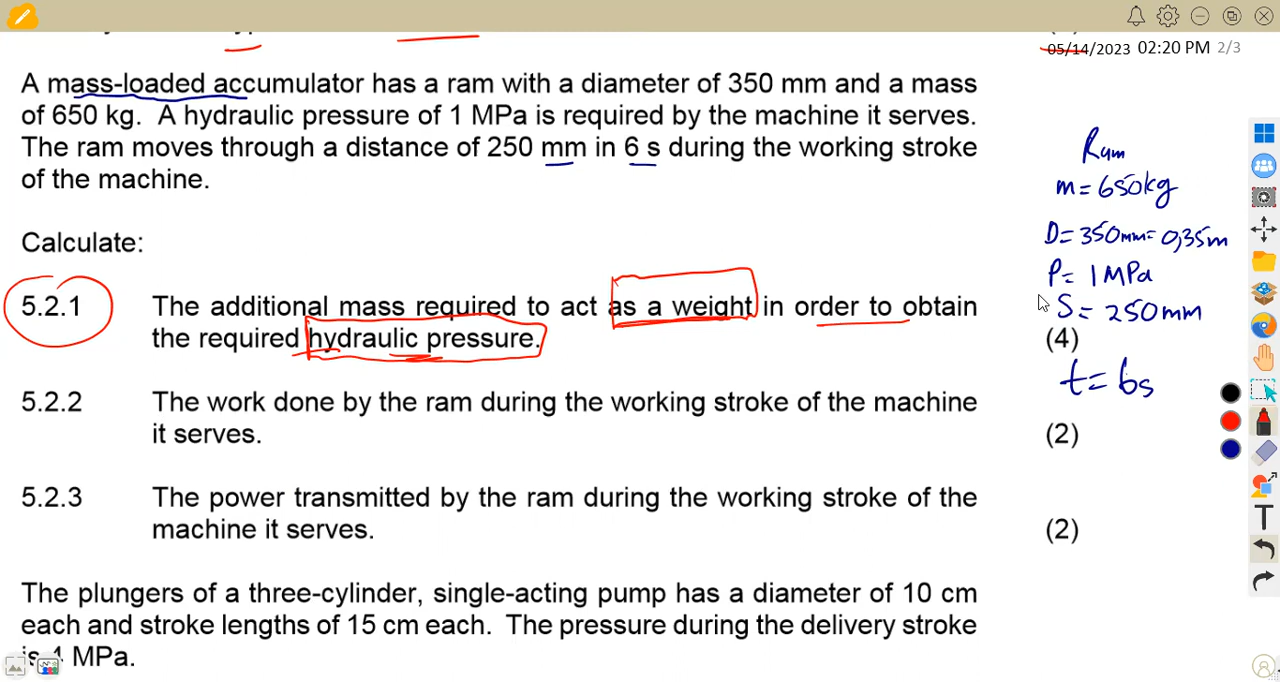 05/14/2023 02:20 PM 2/3
A mass-loaded accumulator has a ram with a diameter of 350 mm and a mass
of 650 kg. A hydraulic pressure of 1 MPa is required by the machine it serves.
The ram moves through a distance of 250 mm in 6 s during the working stroke
of the machine.
Calculate:
5.2.1 The additional mass required to act as a weight in order to obtain
the required hydraulic pressure. (4)
5.2.2 The work done by the ram during the working stroke of the machine
it serves. (2)
5.2.3 The power transmitted by the ram during the working stroke of the
machine it serves. (2)
The plungers of a three-cylinder, single-acting pump has a diameter of 10 cm
each and stroke lengths of 15 cm each. The pressure during the delivery stroke
is 4 MPa.
Ram
m = 650kg
D = 350mm = 0,35m
P = 1 MPa
S = 250mm
t = 6s
T